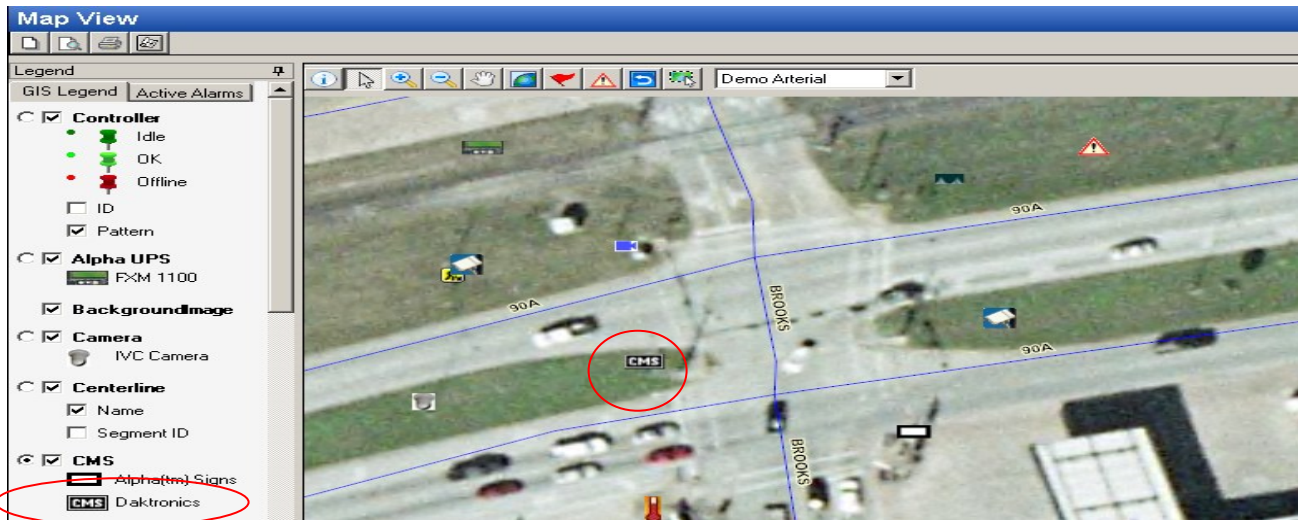 Map View
Legend
GIS Legend
Active Alarms
Demo Arterial
Controller
Idle
OK
Offline
ID
Pattern
Alpha UPS
FXM 1100
BackgroundImage
Camera
IVC Camera
Centerline
Name
Segment ID
CMS
Alpha(tm) Signs
CMS Daktronics
90A
90A
BROOKS
CMS
90A
BROOKS